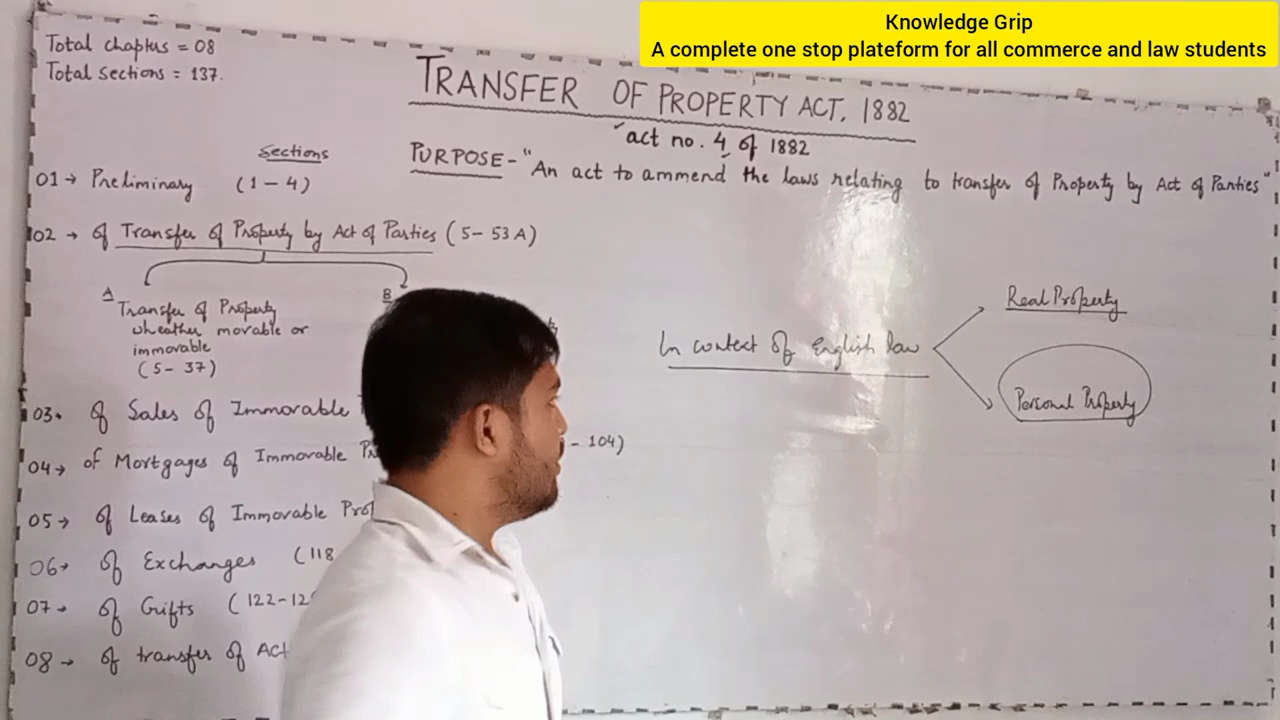 Knowledge Grip
A complete one stop plateform for all commerce and law students
Total chapters = 08
Total Sections = 137.
TRANSFER OF PROPERTY ACT, 1882
act no. 4 of 1882
PURPOSE - "An act to ammend the laws relating to transfer of Property by Act of Parties"
Sections
01 → Preliminary (1 - 4)
02 → of Transfer of Property by Act of Parties (5 - 53A)
A
Transfer of Property
wheather movable or
immovable
(5 - 37)
B
03. of Sales of Immovable
04 → of Mortgages of Immovable - 104)
05 → of Leases of Immovable
06 → of Exchanges (118
07 → of Grifts (122-12
08 → of transfer of Act
In context of English law
Real Property
Personal Property